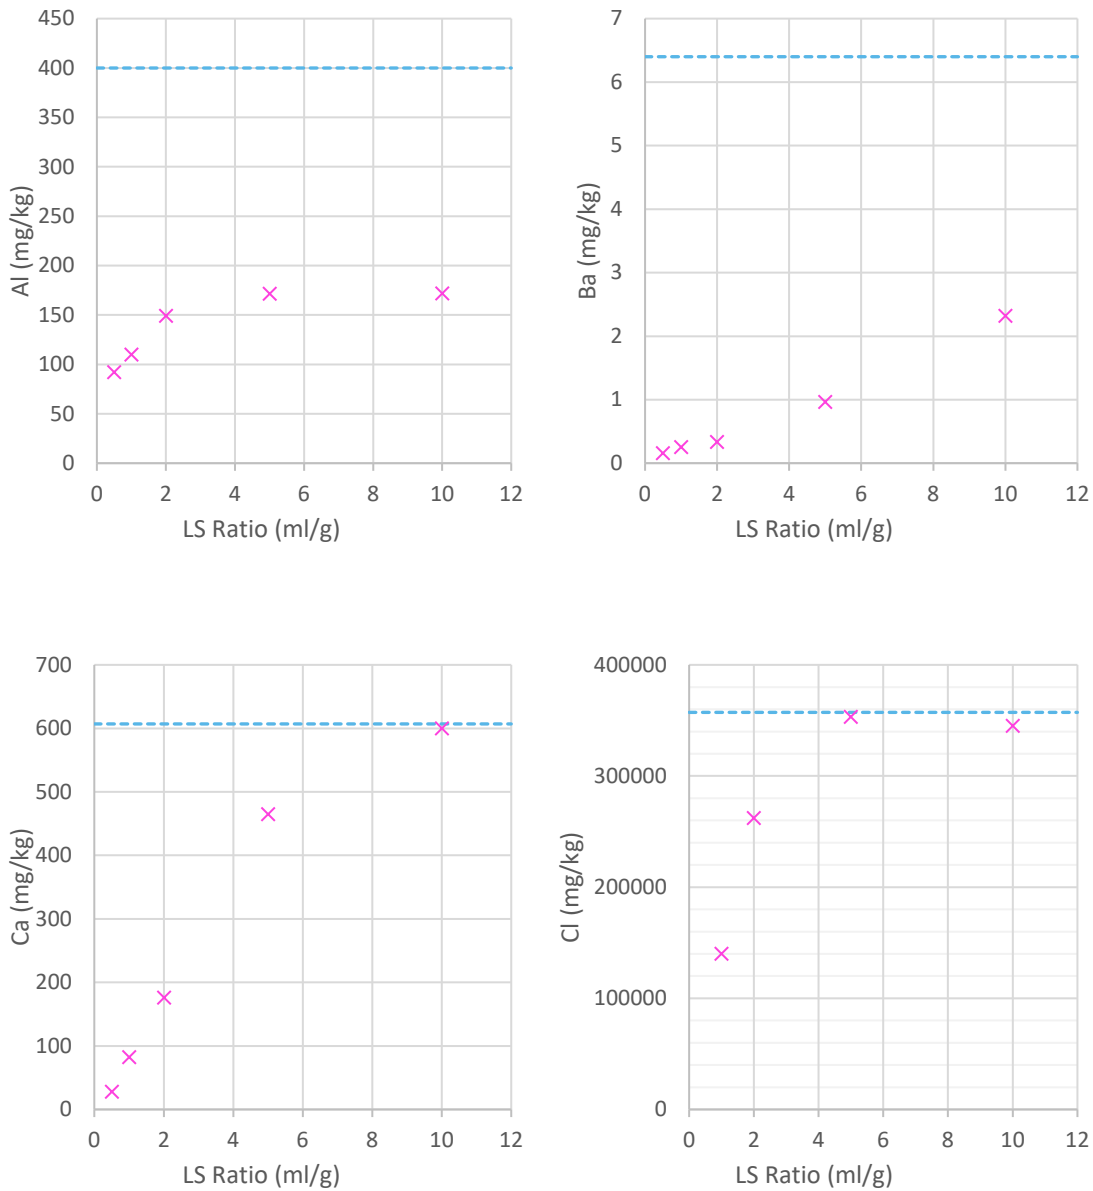 450
400
350
300
250
200
150
100
50
0
Al (mg/kg)
0 2 4 6 8 10 12
LS Ratio (ml/g)
7
6
5
4
3
2
1
0
Ba (mg/kg)
0 2 4 6 8 10 12
LS Ratio (ml/g)
700
600
500
400
300
200
100
0
Ca (mg/kg)
0 2 4 6 8 10 12
LS Ratio (ml/g)
400000
300000
200000
100000
0
Cl (mg/kg)
0 2 4 6 8 10 12
LS Ratio (ml/g)